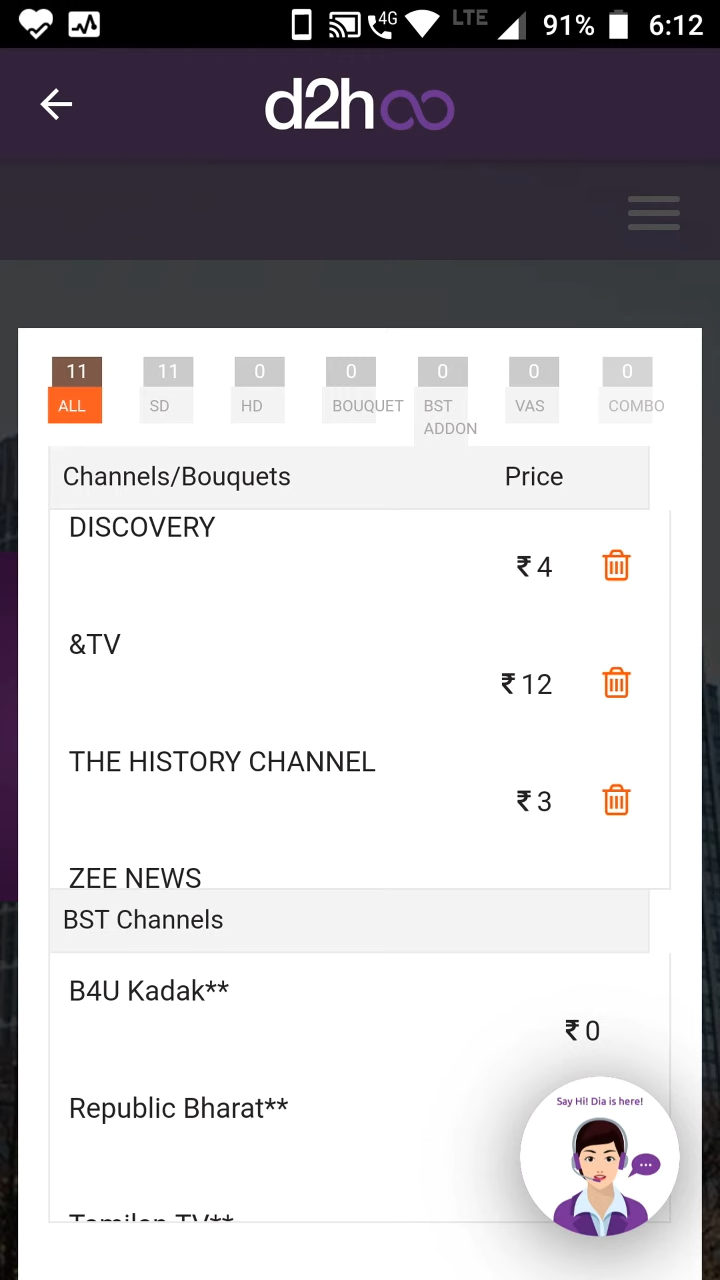 4G
LTE
91%
6:12
d2h
11
11
0
0
0
0
0
ALL
SD
HD
BOUQUET
BST
ADDON
VAS
COMBO
Channels/Bouquets Price
DISCOVERY
₹ 4
&TV
₹ 12
THE HISTORY CHANNEL
₹ 3
ZEE NEWS
BST Channels
B4U Kadak**
₹ 0
Republic Bharat**
Say Hi! Dia is here!